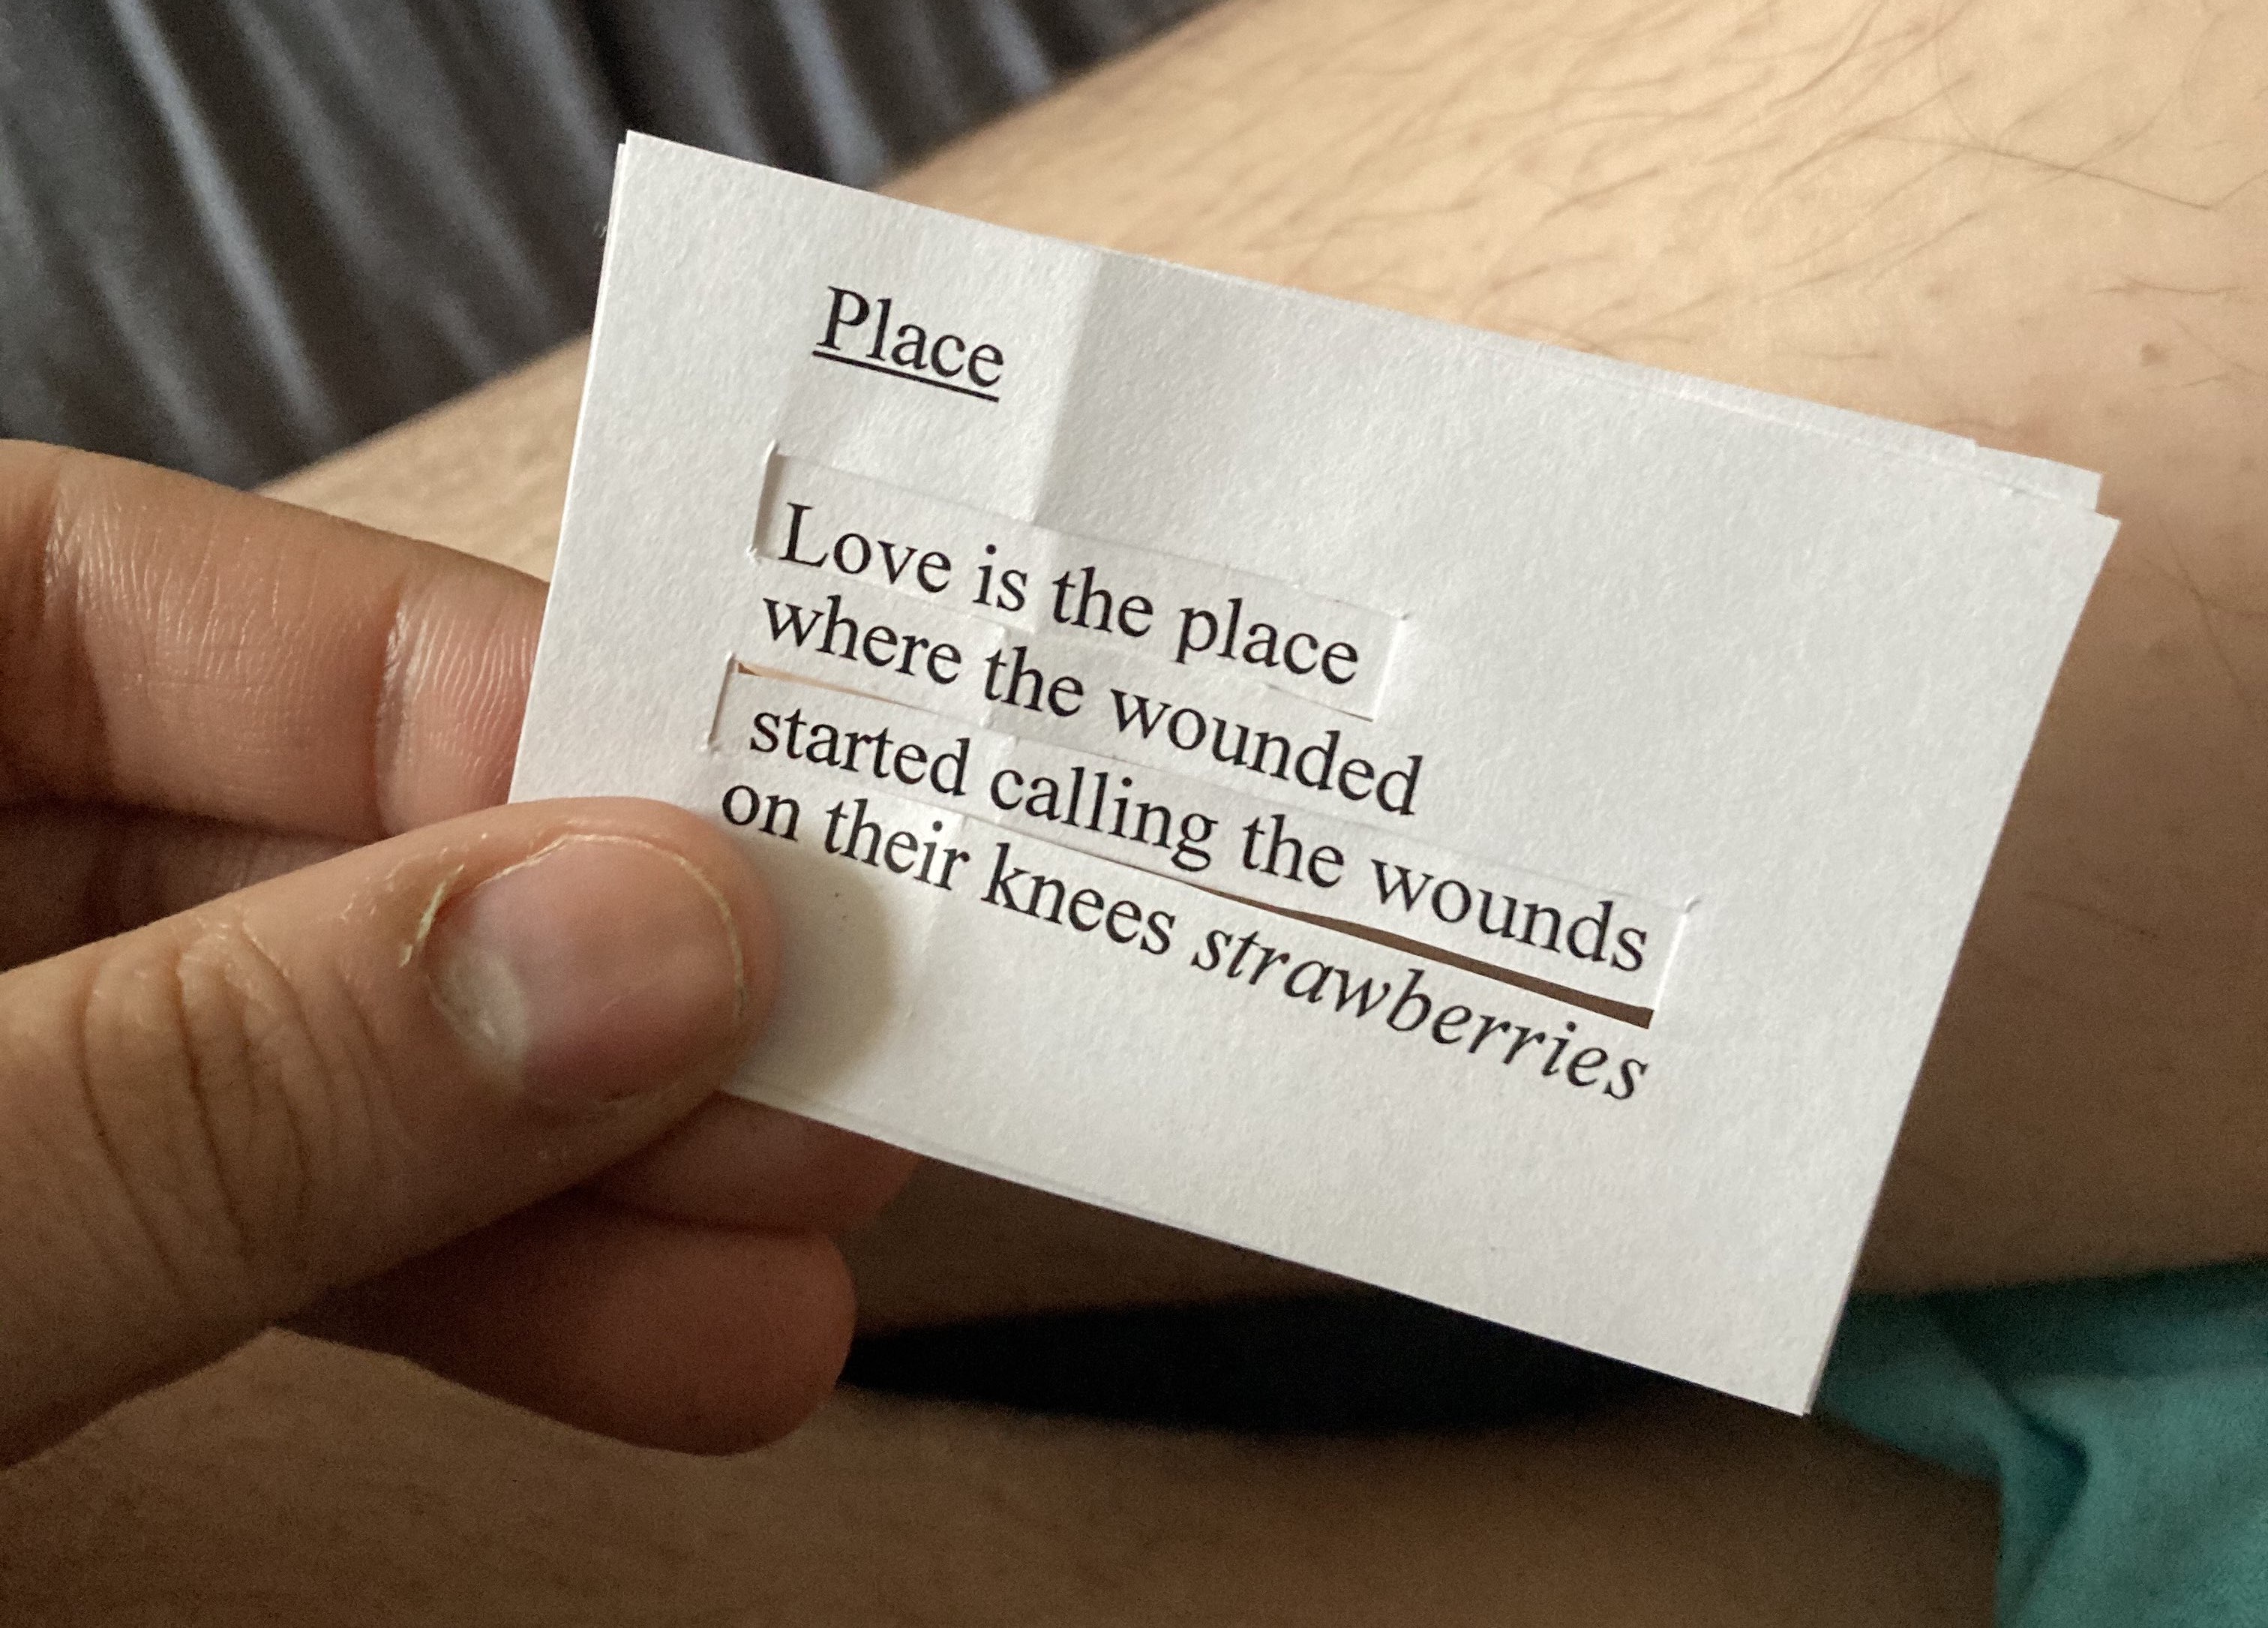 Place
Love is the place
where the wounded
started calling the wounds
on their knees strawberries